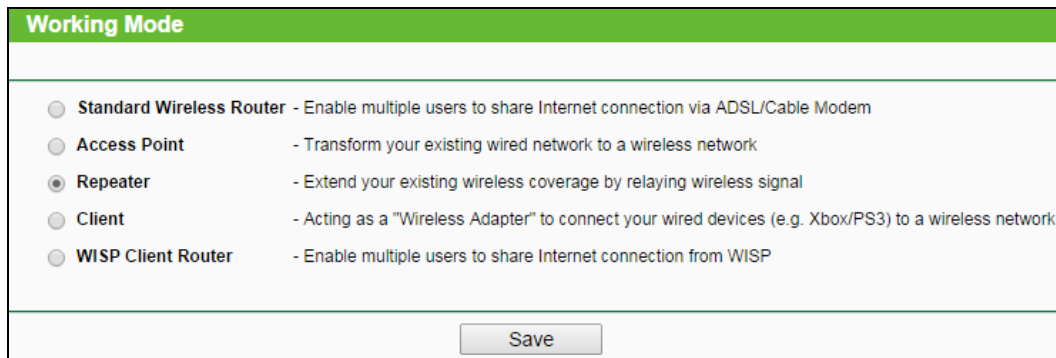 Working Mode
Standard Wireless Router - Enable multiple users to share Internet connection via ADSL/Cable Modem
Access Point - Transform your existing wired network to a wireless network
Repeater - Extend your existing wireless coverage by relaying wireless signal
Client - Acting as a "Wireless Adapter" to connect your wired devices (e.g. Xbox/PS3) to a wireless network
WISP Client Router - Enable multiple users to share Internet connection from WISP
Save